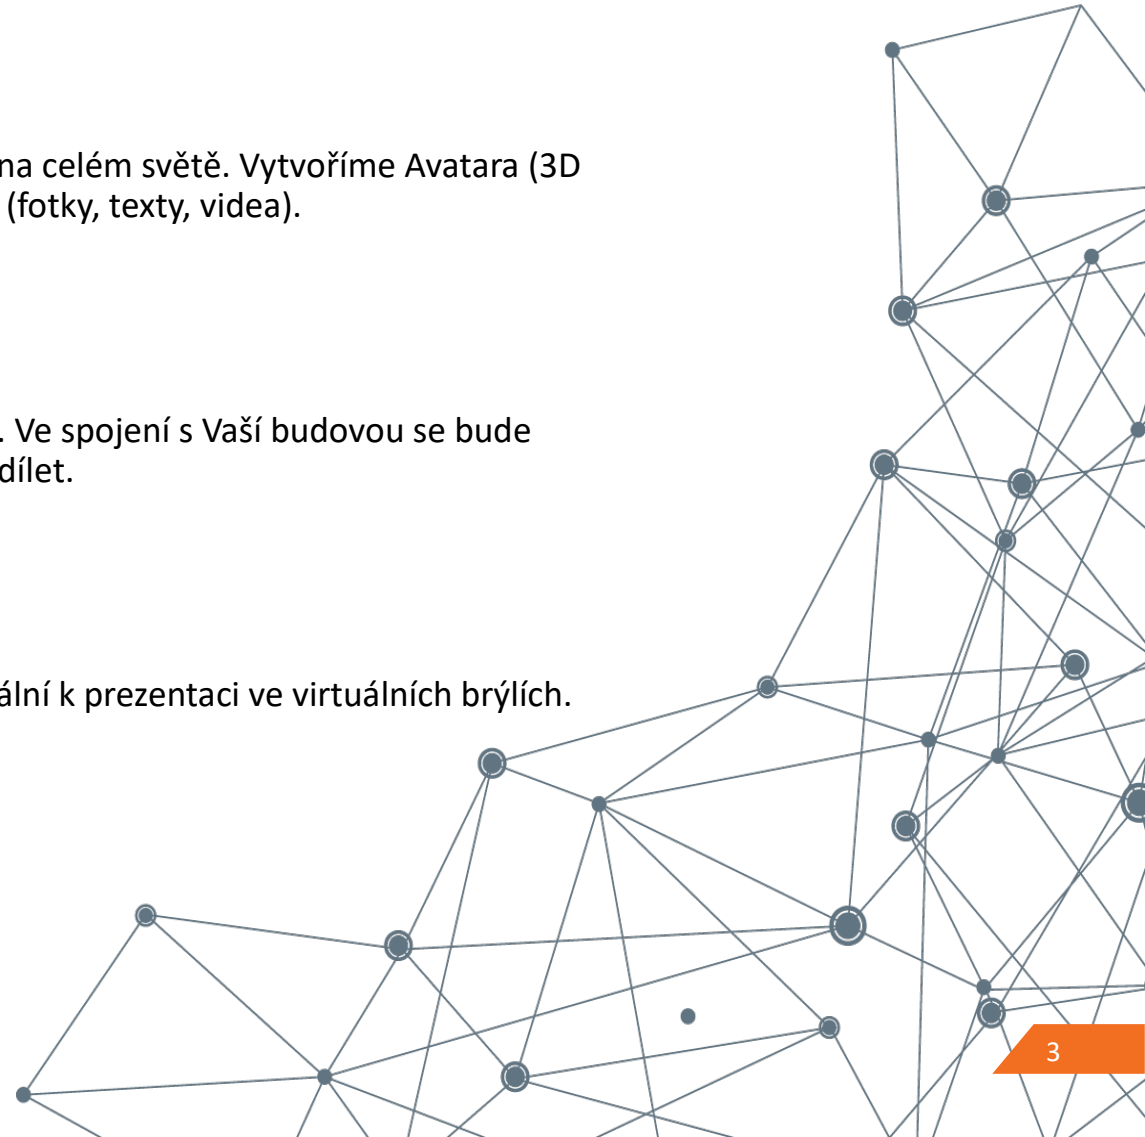 na celém světě. Vytvoříme Avatara (3D
(fotky, texty, videa).
. Ve spojení s Vaší budovou se bude
dílet.
ální k prezentaci ve virtuálních brýlích.
3